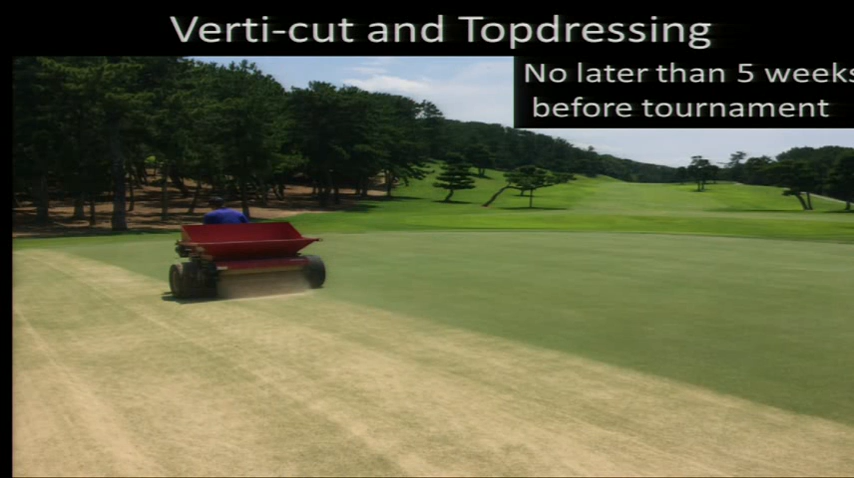 Verti-cut and Topdressing
No later than 5 weeks
before tournament